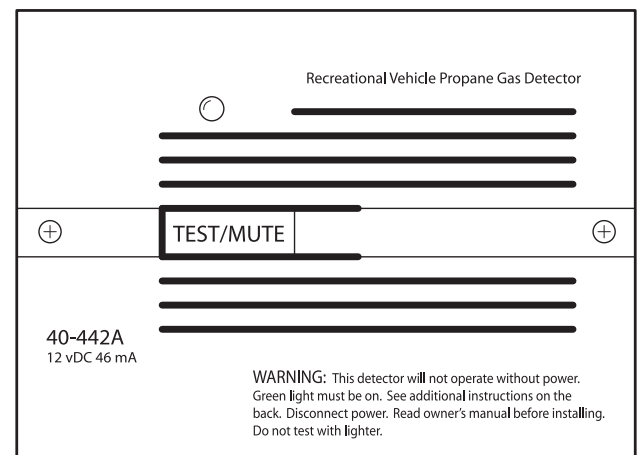 Recreational Vehicle Propane Gas Detector
TEST/MUTE
40-442A
12 vDC 46 mA
WARNING: This detector will not operate without power.
Green light must be on. See additional instructions on the
back. Disconnect power. Read owner's manual before installing.
Do not test with lighter.